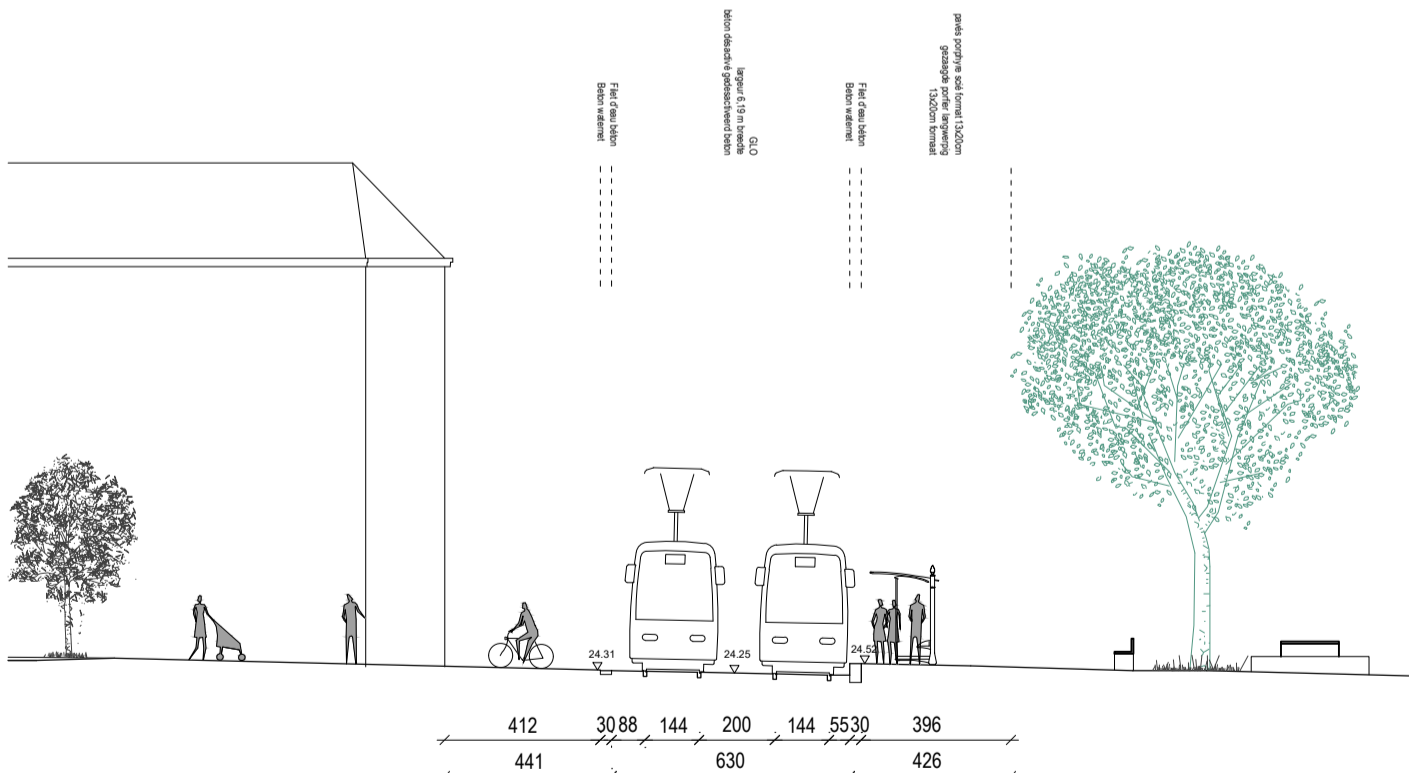 Filet d'eau béton
Beton waternet
GLO
largeur 6,19 m breedte
béton désactivé gedesactiveerd beton
Filet d'eau béton
Beton waternet
pavés porphyre scié format 13x20cm
gezaagde porfier langwerpig
13x20cm formaat
24.31
24.25
24.52
412
30
88
144
200
144
55
30
396
441
630
426